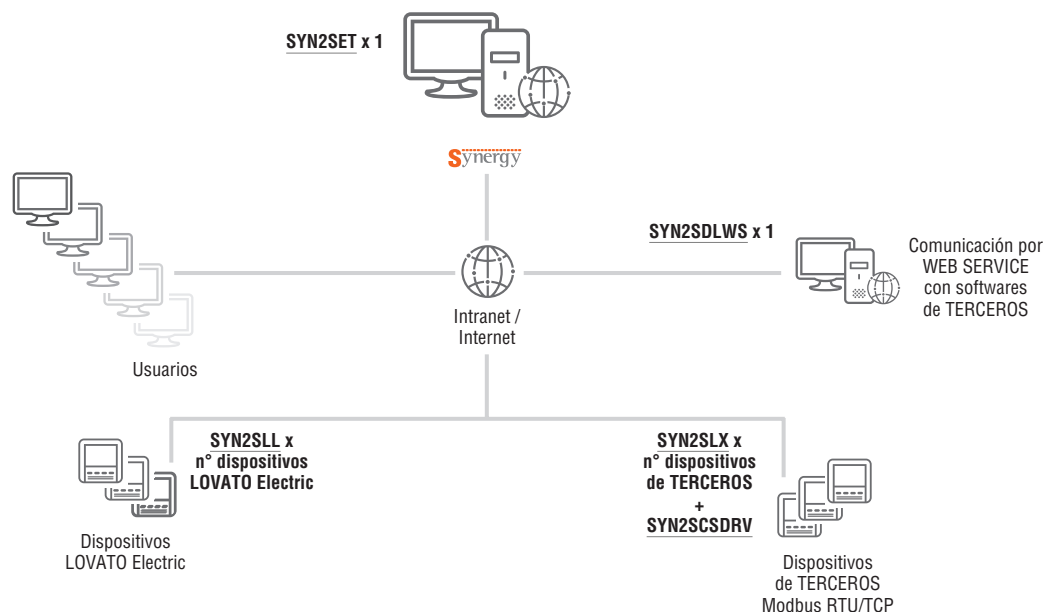 SYN2SET x 1
Synergy
SYN2SDLWS x 1
Comunicación por
WEB SERVICE
con softwares
de TERCEROS
Intranet /
Internet
Usuarios
SYN2SLL x
n° dispositivos
LOVATO Electric
SYN2SLX x
n° dispositivos
de TERCEROS
+
SYN2SCSDRV
Dispositivos
LOVATO Electric
Dispositivos
de TERCEROS
Modbus RTU/TCP